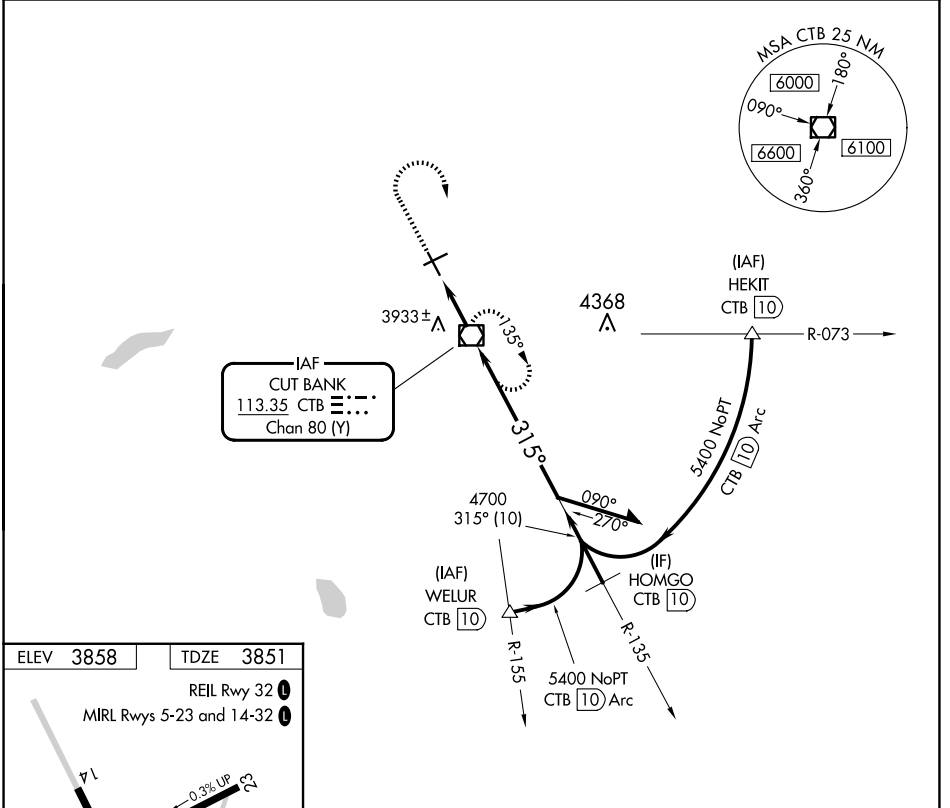 MSA CTB 25 NM
6000
180°
090°
6600
6100
360°
(IAF)
HEKIT
CTB 10
4368
R-073
3933±
135°
IAF
CUT BANK
113.35 CTB
Chan 80 (Y)
315°
5400 NoPT
CTB 10 Arc
4700
315° (10)
090°
270°
(IAF)
WELUR
CTB 10
(IF)
HOMGO
CTB 10
R-155
R-135
5400 NoPT
CTB 10 Arc
ELEV 3858
TDZE 3851
REIL Rwy 32 L
MIRL Rwys 5-23 and 14-32 L
14
0.3% UP
23